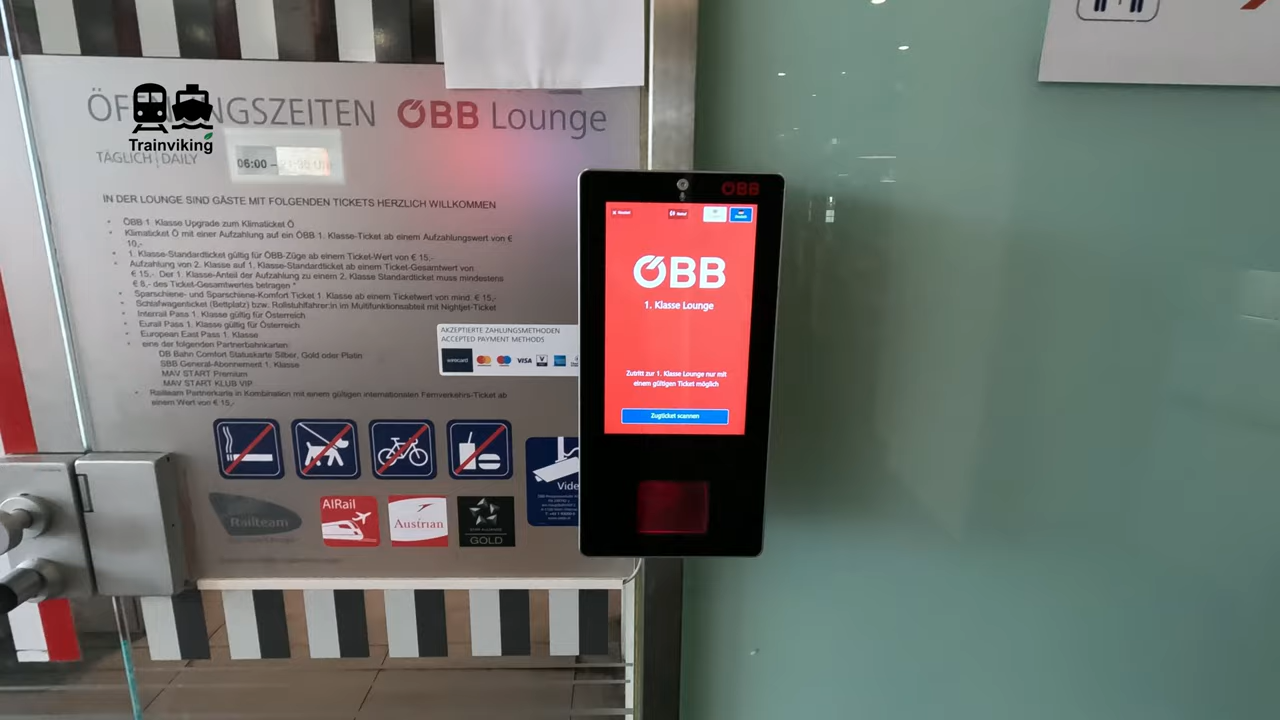 ÖFFNUNGSZEITEN ÖBB Lounge
Trainviking
TÄGLICH | DAILY
06:00 –
IN DER LOUNGE SIND GÄSTE MIT FOLGENDEN TICKETS HERZLICH WILLKOMMEN
• ÖBB 1. Klasse Upgrade zum Klimaticket Ö
• Klimaticket Ö mit einer Aufzahlung auf ein ÖBB 1. Klasse-Ticket ab einem Aufzahlungswert von €
10,-
• 1. Klasse-Standardticket gültig für ÖBB-Züge ab einem Ticket-Wert von € 15,-
• Aufzahlung von 2. Klasse auf 1. Klasse-Standardticket ab einem Ticket-Gesamtwert von
€ 15,- Der 1. Klasse-Anteil der Aufzahlung zu einem 2. Klasse Standardticket muss mindestens
€ 8,- des Ticket-Gesamtwertes betragen *
• Sparschiene- und Sparschiene-Komfort Ticket 1. Klasse ab einem Ticketwert von mind. € 15,-
• Schlafwagenticket (Bettplatz) bzw. Rollstuhlfahrer:in im Multifunktionsabteil mit Nightjet-Ticket
• Interrail Pass 1. Klasse gültig für Österreich
• Eurail Pass 1. Klasse gültig für Österreich
• European East Pass 1. Klasse
• eine der folgenden Partnerbahnkarten:
DB Bahn Comfort Statuskarte Silber, Gold oder Platin
SBB General-Abonnement 1. Klasse
MAV START Premium
MAV START KLUB VIP
• Railteam Partnerkarte in Kombination mit einem gültigen internationalen Fernverkehrs-Ticket ab
einem Wert von € 15,-
AKZEPTIERTE ZAHLUNGSMETHODEN
ACCEPTED PAYMENT METHODS
wirecard VISA
Vide
Railteam
AIRail
Austrian
STAR ALLIANCE
GOLD
ÖBB
ÖBB
1. Klasse Lounge
Zutritt zur 1. Klasse Lounge nur mit
einem gültigen Ticket möglich
Zugticket scannen